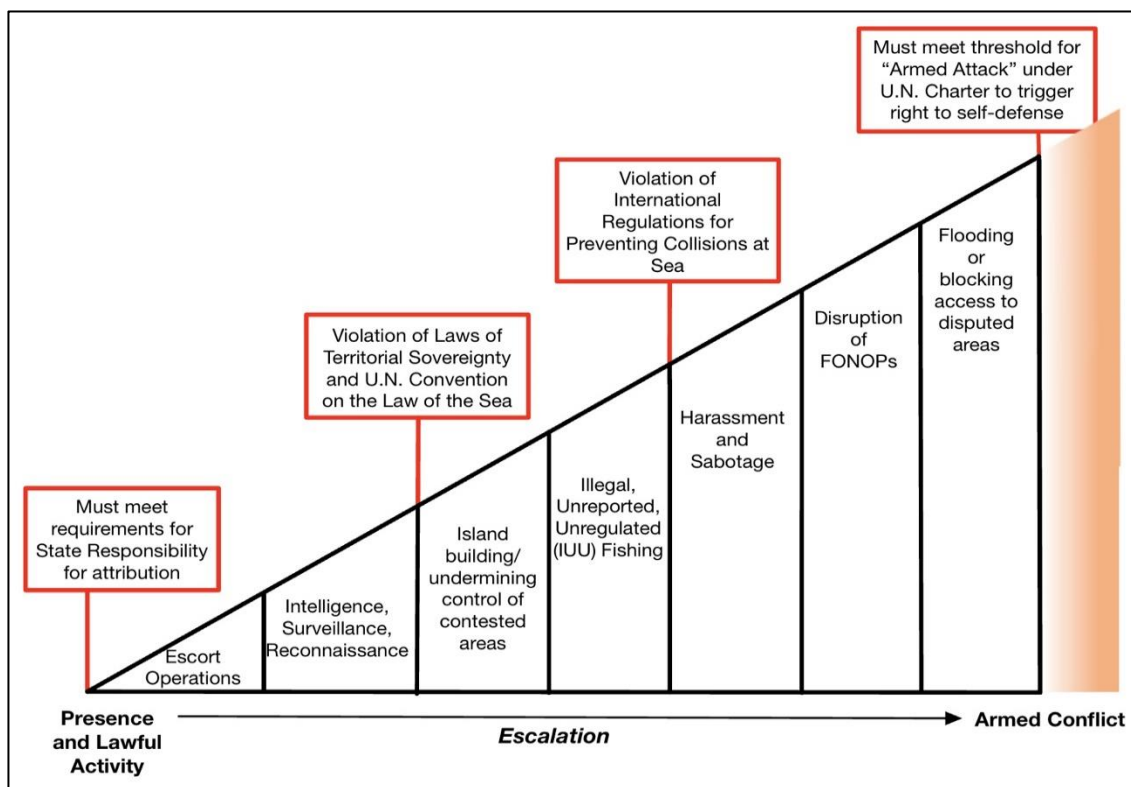 Must meet threshold for
“Armed Attack” under
U.N. Charter to trigger
right to self-defense
Violation of
International
Regulations for
Preventing Collisions at
Sea
Violation of Laws of
Territorial Sovereignty
and U.N. Convention
on the Law of the Sea
Must meet
requirements for
State Responsibility
for attribution
Escort
Operations
Intelligence,
Surveillance,
Reconnaissance
Island
building/
undermining
control of
contested
areas
Illegal,
Unreported,
Unregulated
(IUU) Fishing
Harassment
and
Sabotage
Disruption
of
FONOPs
Flooding
or
blocking
access to
disputed
areas
Presence
and Lawful
Activity
Escalation
Armed Conflict